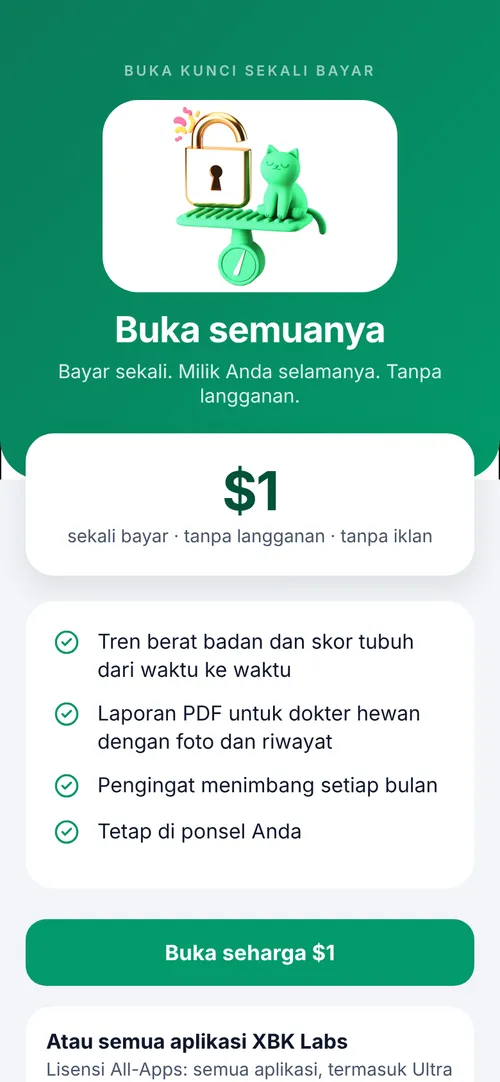 BUKA KUNCI SEKALI BAYAR
Buka semuanya
Bayar sekali. Milik Anda selamanya. Tanpa
langganan.
$1
sekali bayar · tanpa langganan · tanpa iklan
Tren berat badan dan skor tubuh
dari waktu ke waktu
Laporan PDF untuk dokter hewan
dengan foto dan riwayat
Pengingat menimbang setiap bulan
Tetap di ponsel Anda
Buka seharga $1
Atau semua aplikasi XBK Labs
Lisensi All-Apps: semua aplikasi, termasuk Ultra